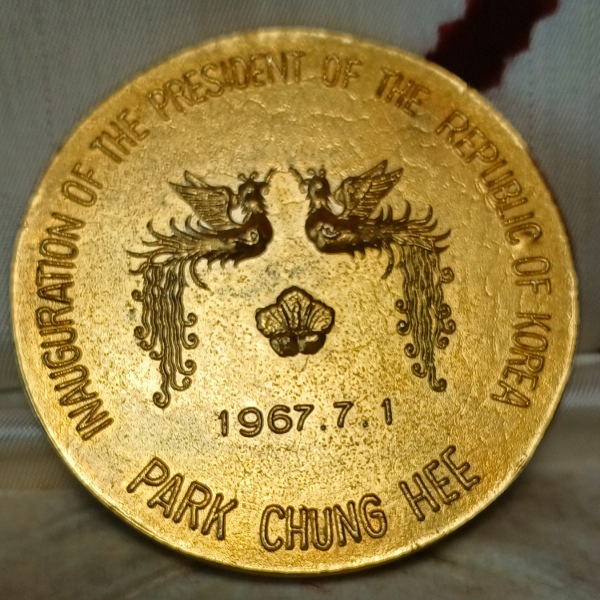 INAUGURATION OF THE PRESIDENT OF THE REPUBLIC OF KOREA
1967.7.1
PARK CHUNG HEE